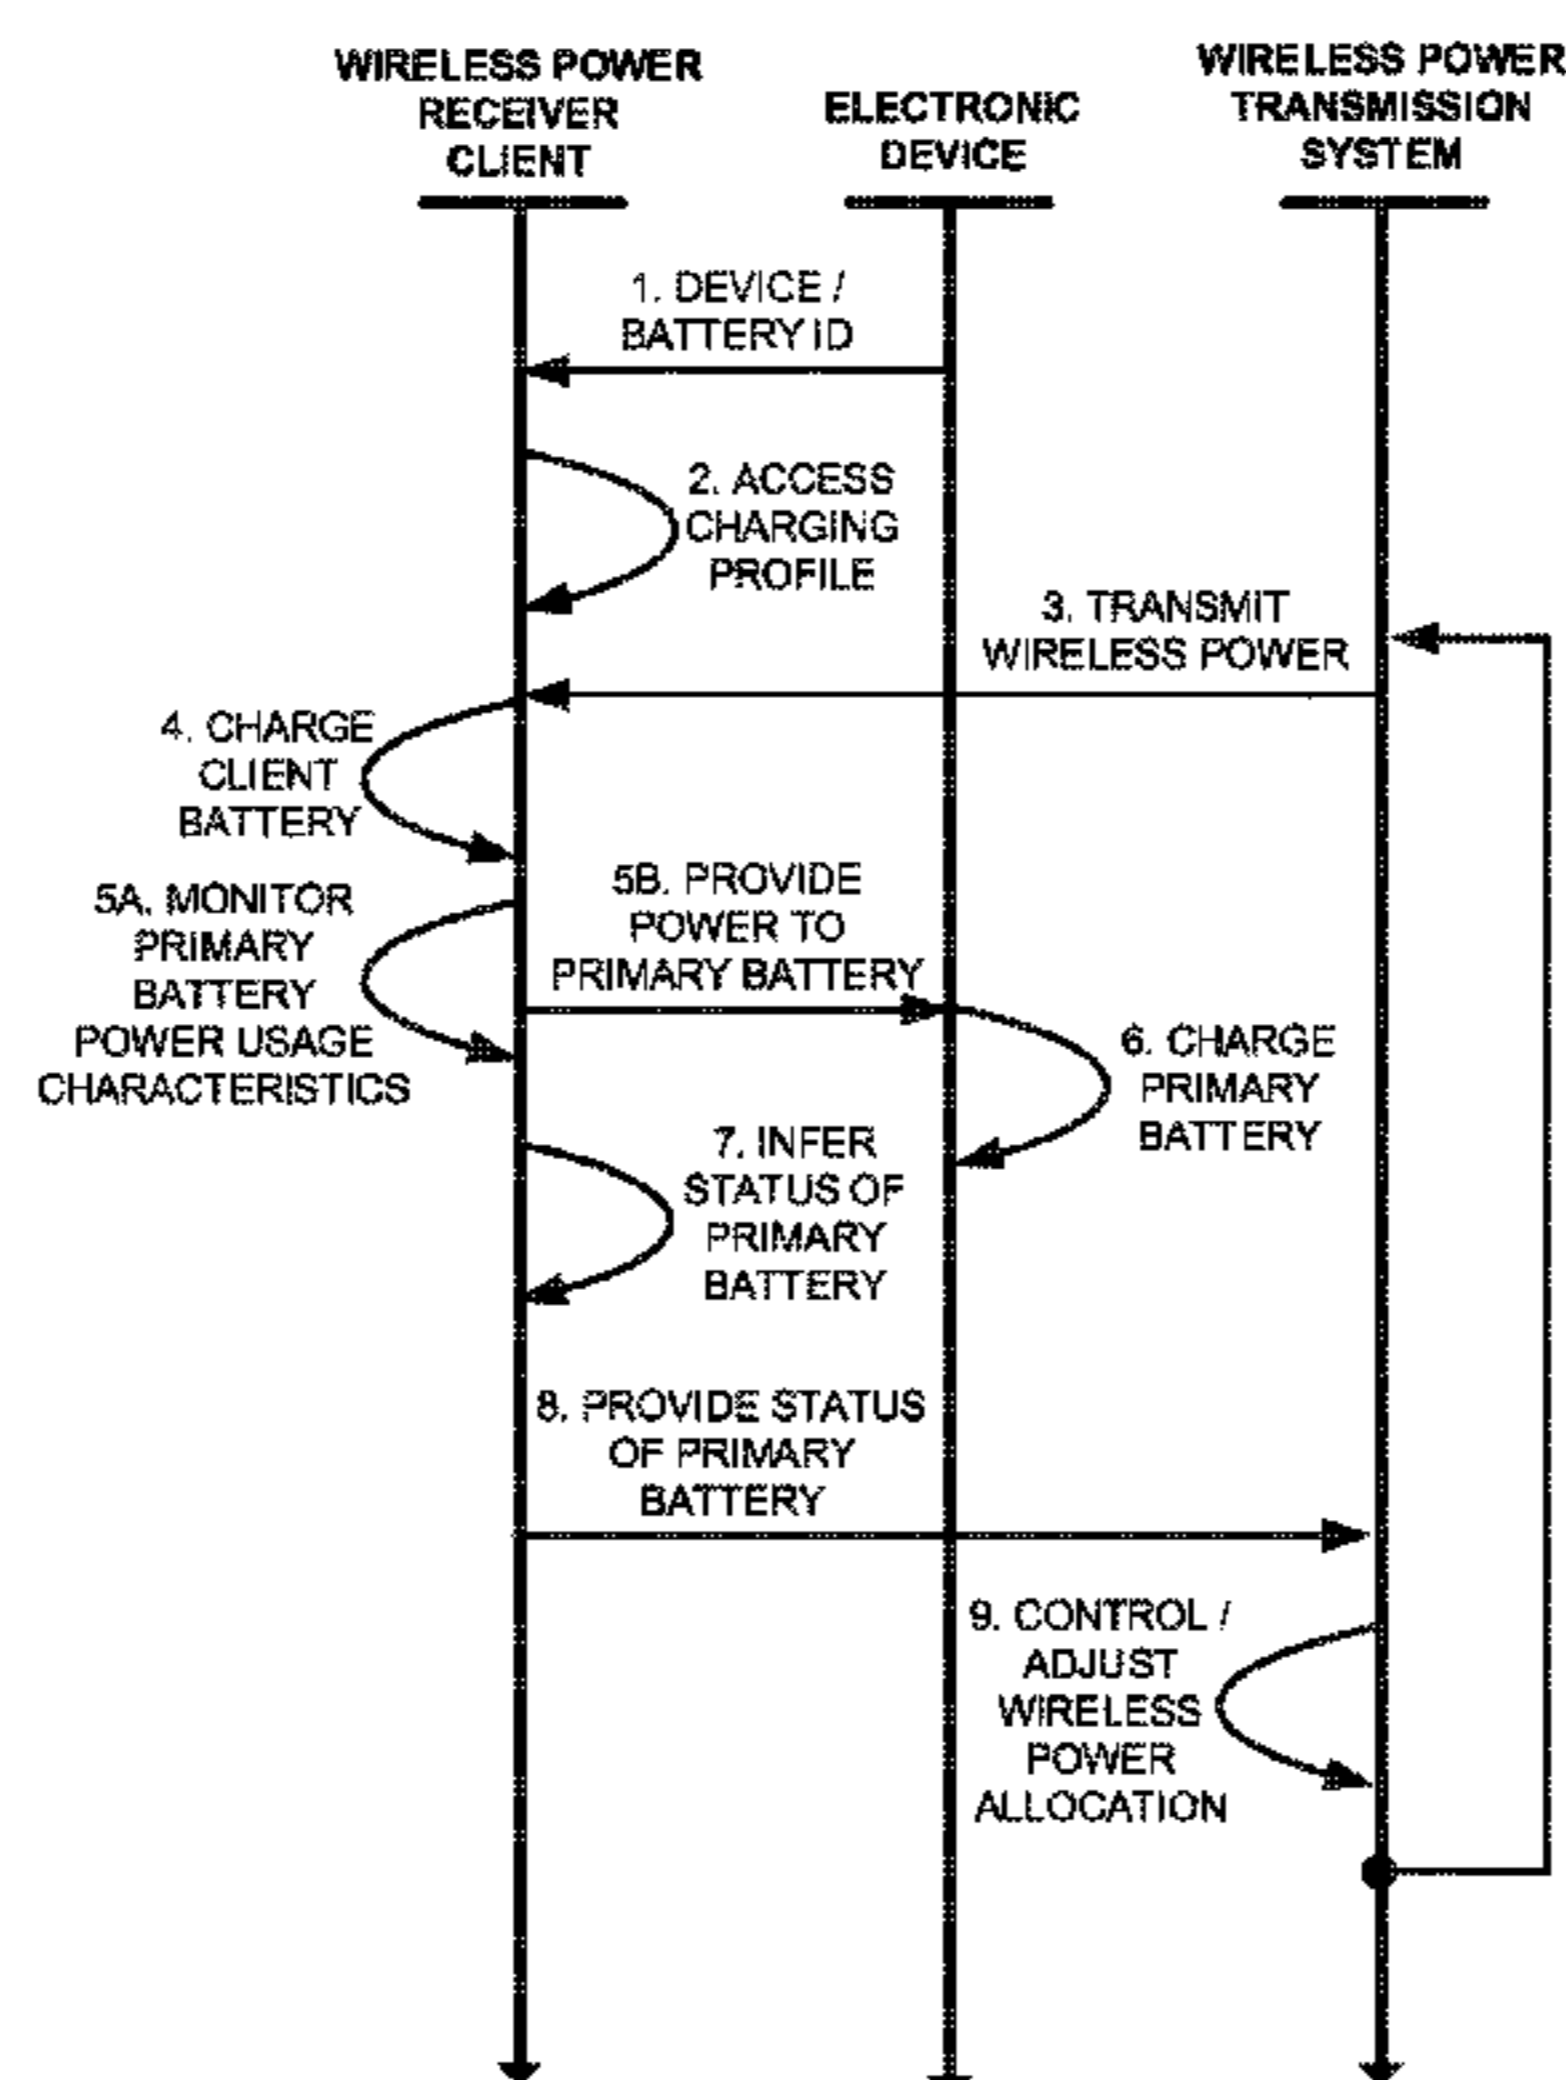 WIRELESS POWER
RECEIVER
CLIENT
ELECTRONIC
DEVICE
WIRELESS POWER
TRANSMISSION
SYSTEM
1. DEVICE /
BATTERY ID
2. ACCESS
CHARGING
PROFILE
3. TRANSMIT
WIRELESS POWER
4. CHARGE
CLIENT
BATTERY
5A. MONITOR
PRIMARY
BATTERY
POWER USAGE
CHARACTERISTICS
5B. PROVIDE
POWER TO
PRIMARY BATTERY
6. CHARGE
PRIMARY
BATTERY
7. INFER
STATUS OF
PRIMARY
BATTERY
8. PROVIDE STATUS
OF PRIMARY
BATTERY
9. CONTROL /
ADJUST
WIRELESS
POWER
ALLOCATION